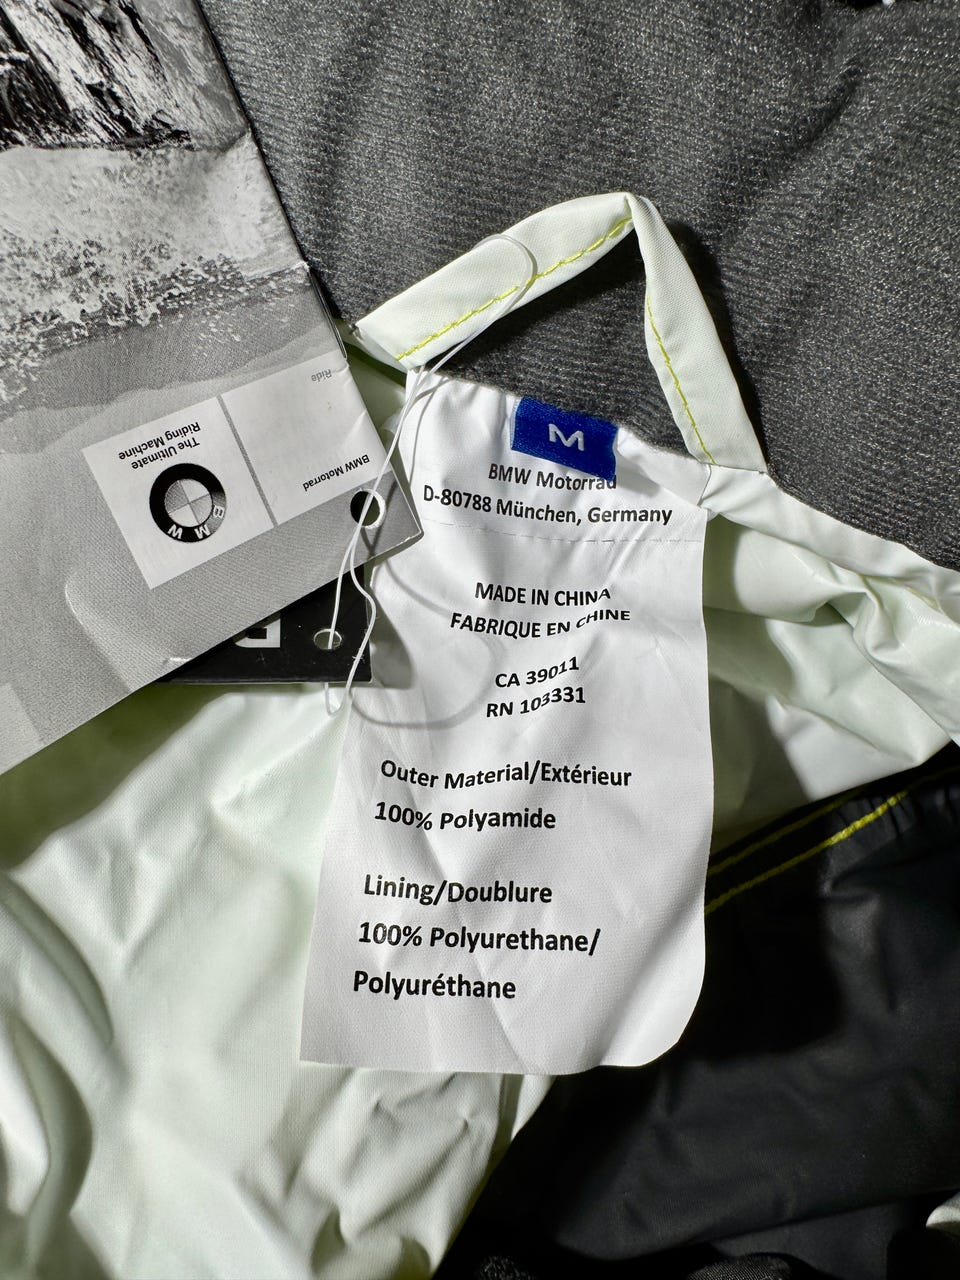 Ride
BMW Motorrad
The Ultimate
Riding Machine
BMW
M
BMW Motorrad
D-80788 München, Germany
MADE IN CHINA
FABRIQUE EN CHINE
CA 39011
RN 103331
Outer Material/Extérieur
100% Polyamide
Lining/Doublure
100% Polyurethane/
Polyuréthane